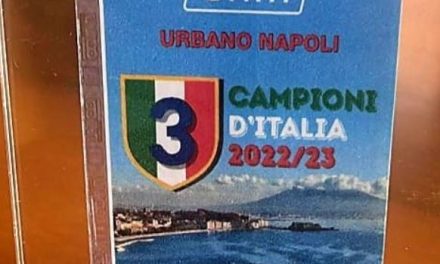 URBANO NAPOLI
3
CAMPIONI
D'ITALIA
2022/23